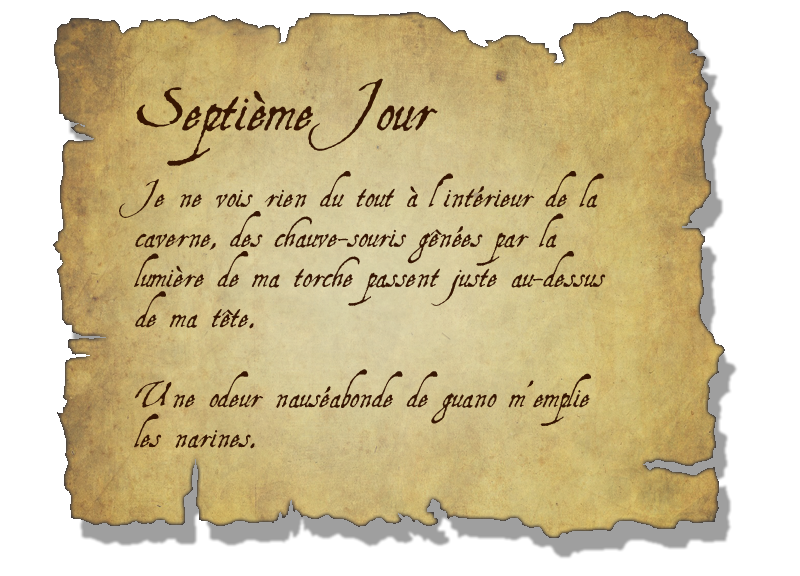 Septième Jour
Je ne vois rien du tout à l'intérieur de la
caverne, des chauve-souris gênées par la
lumière de ma torche passent juste au-dessus
de ma tête.
Une odeur nauséabonde de guano m'emplie
les narines.